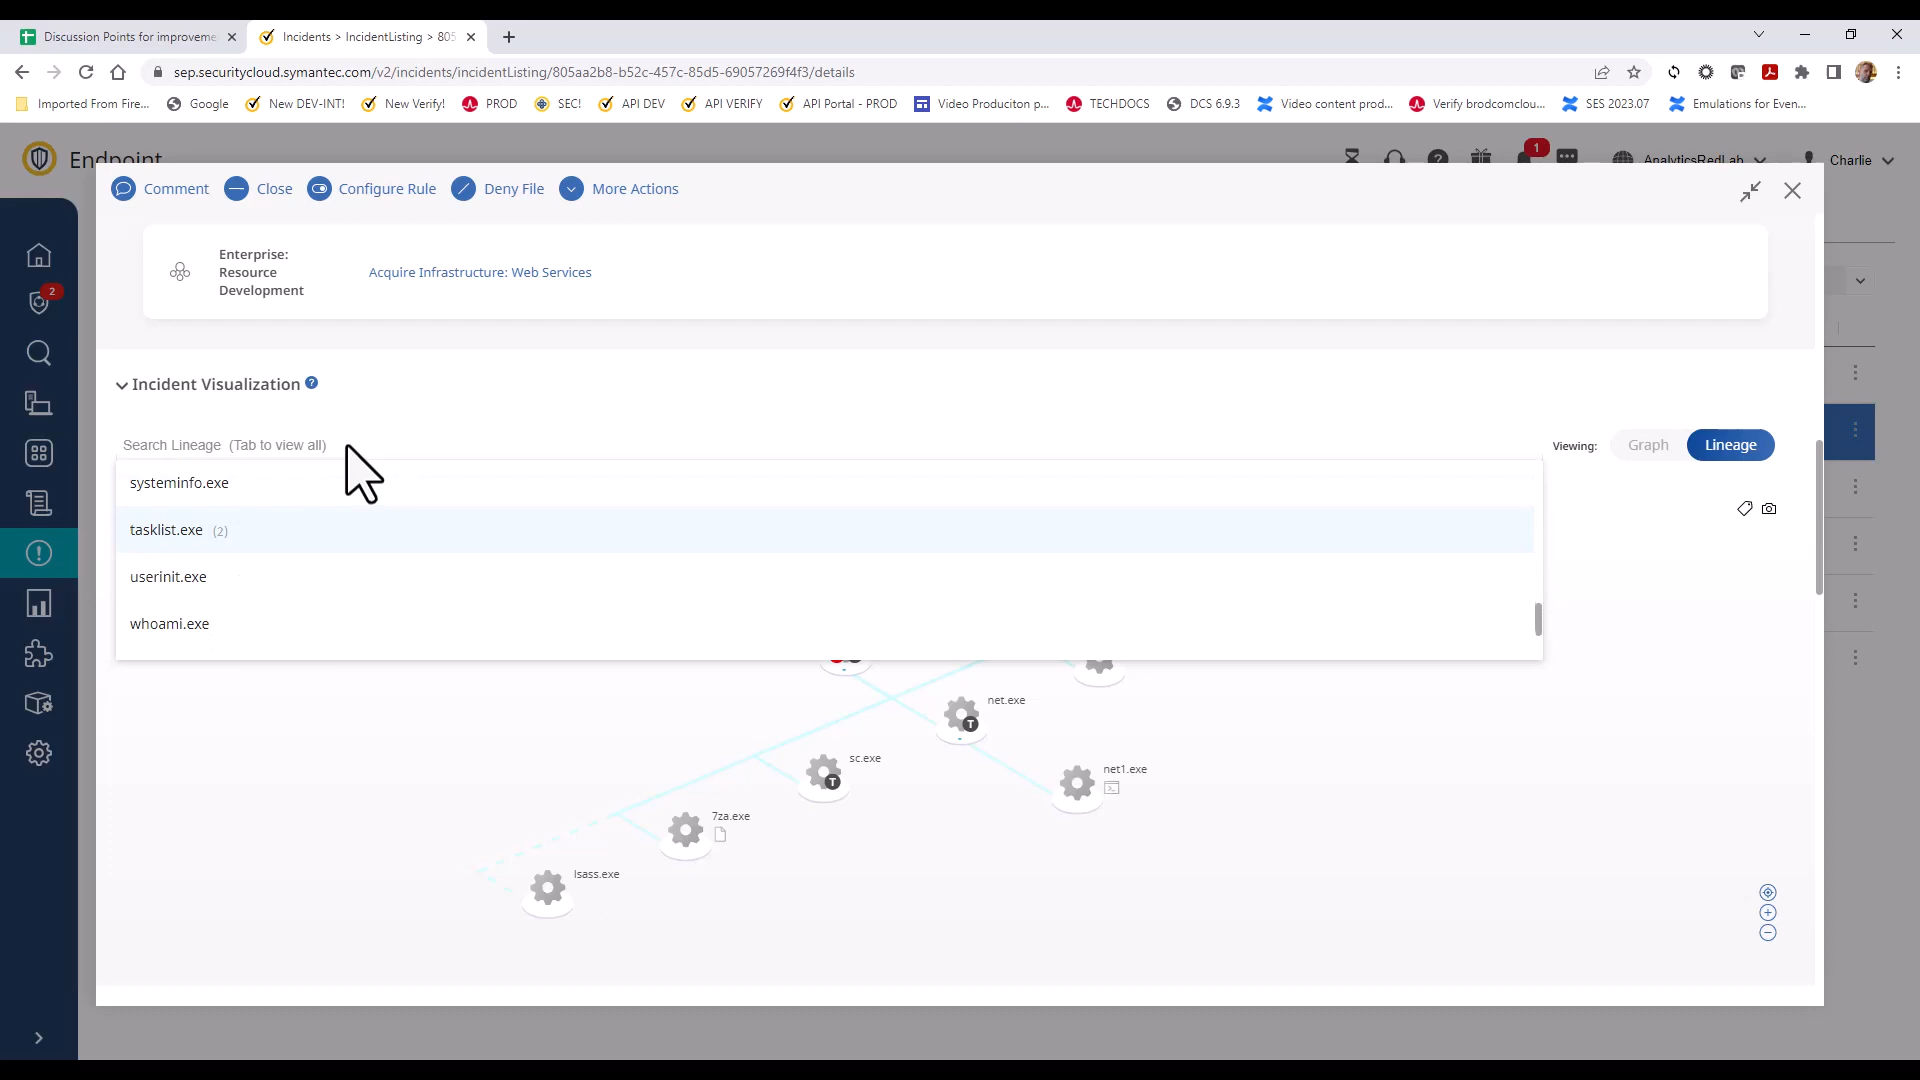 Discussion Points for improveme
Incidents > IncidentListing > 805
sep.securitycloud.symantec.com/v2/incidents/incidentListing/805aa2b8-b52c-457c-85d5-69057269f4f3/details
Imported From Fire... Google New DEV-INT! New Verify! PROD SEC! API DEV API VERIFY API Portal - PROD Video Produciton p... TECHDOCS DCS 6.9.3 Video content prod... Verify brodcomclou... SES 2023.07 Emulations for Even...
Endpoint
1
AnalyticsRedLab
Charlie
Comment Close Configure Rule Deny File More Actions
2
Enterprise:
Resource
Development
Acquire Infrastructure: Web Services
Incident Visualization ?
Search Lineage (Tab to view all)
Viewing: Graph Lineage
systeminfo.exe
tasklist.exe (2)
userinit.exe
whoami.exe
net.exe
T
sc.exe
T
net1.exe
7za.exe
lsass.exe